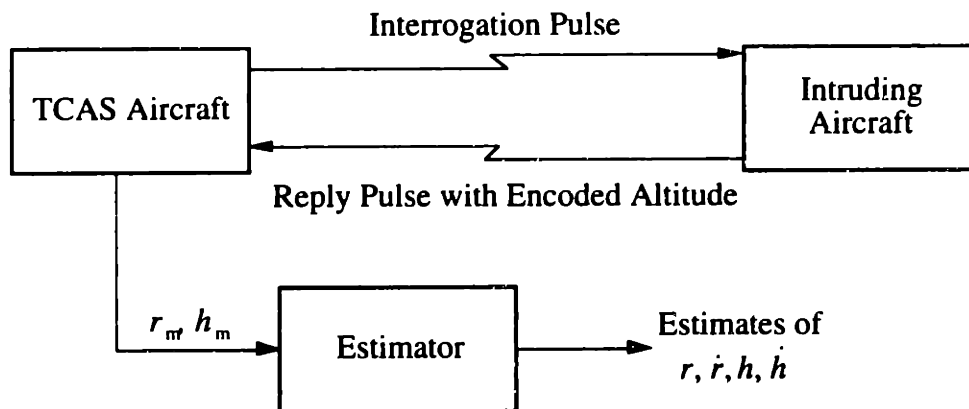 Interrogation Pulse
TCAS Aircraft
Intruding
Aircraft
Reply Pulse with Encoded Altitude
r_m, h_m
Estimator
Estimates of
r, ṙ, h, ḣ